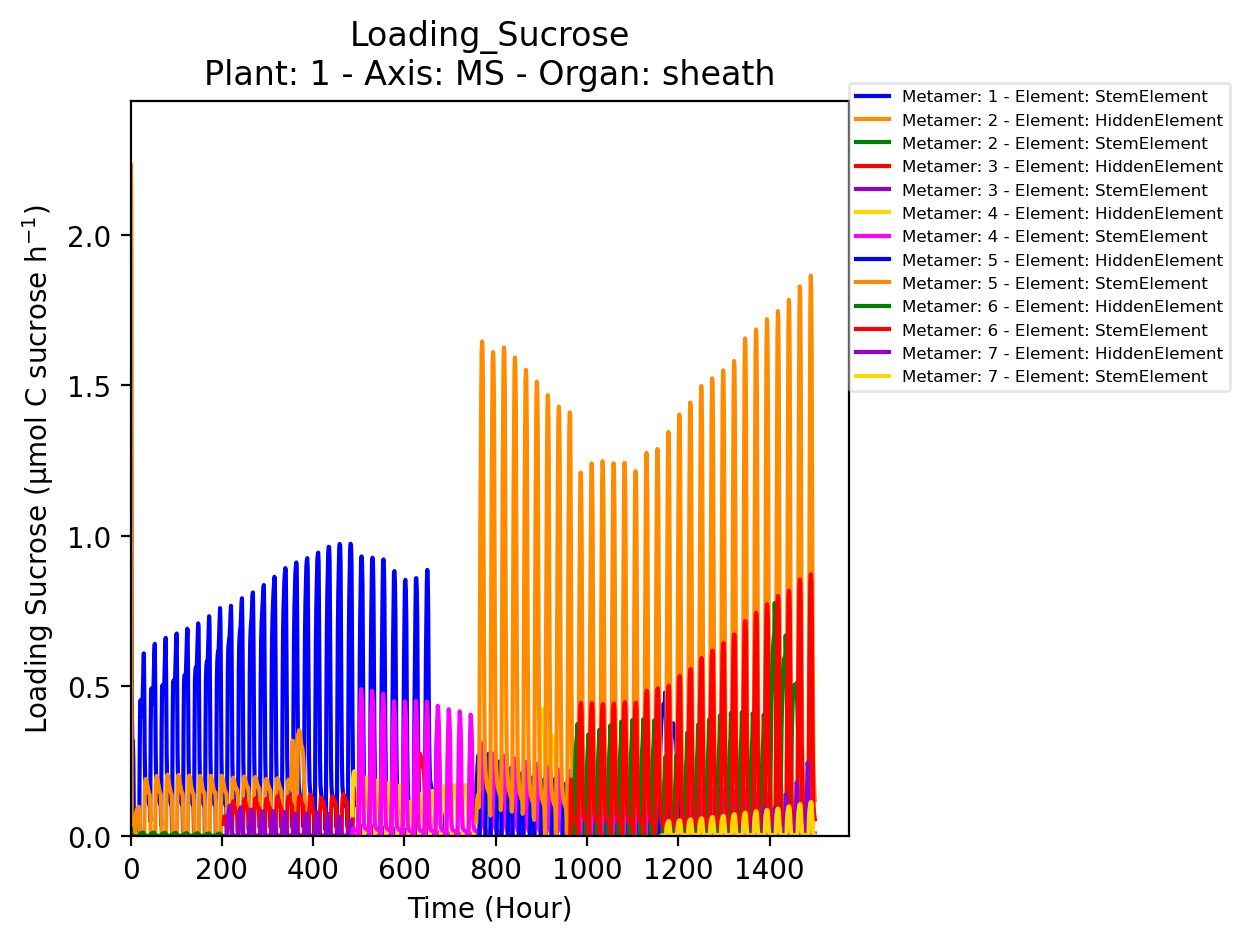 Loading_Sucrose
Plant: 1 - Axis: MS - Organ: sheath
Metamer: 1 - Element: StemElement
Metamer: 2 - Element: HiddenElement
Metamer: 2 - Element: StemElement
Metamer: 3 - Element: HiddenElement
Metamer: 3 - Element: StemElement
Metamer: 4 - Element: HiddenElement
Metamer: 4 - Element: StemElement
Metamer: 5 - Element: HiddenElement
Metamer: 5 - Element: StemElement
Metamer: 6 - Element: HiddenElement
Metamer: 6 - Element: StemElement
Metamer: 7 - Element: HiddenElement
Metamer: 7 - Element: StemElement
Loading Sucrose (µmol C sucrose h⁻¹)
2.0
1.5
1.0
0.5
0.0
0 200 400 600 800 1000 1200 1400
Time (Hour)